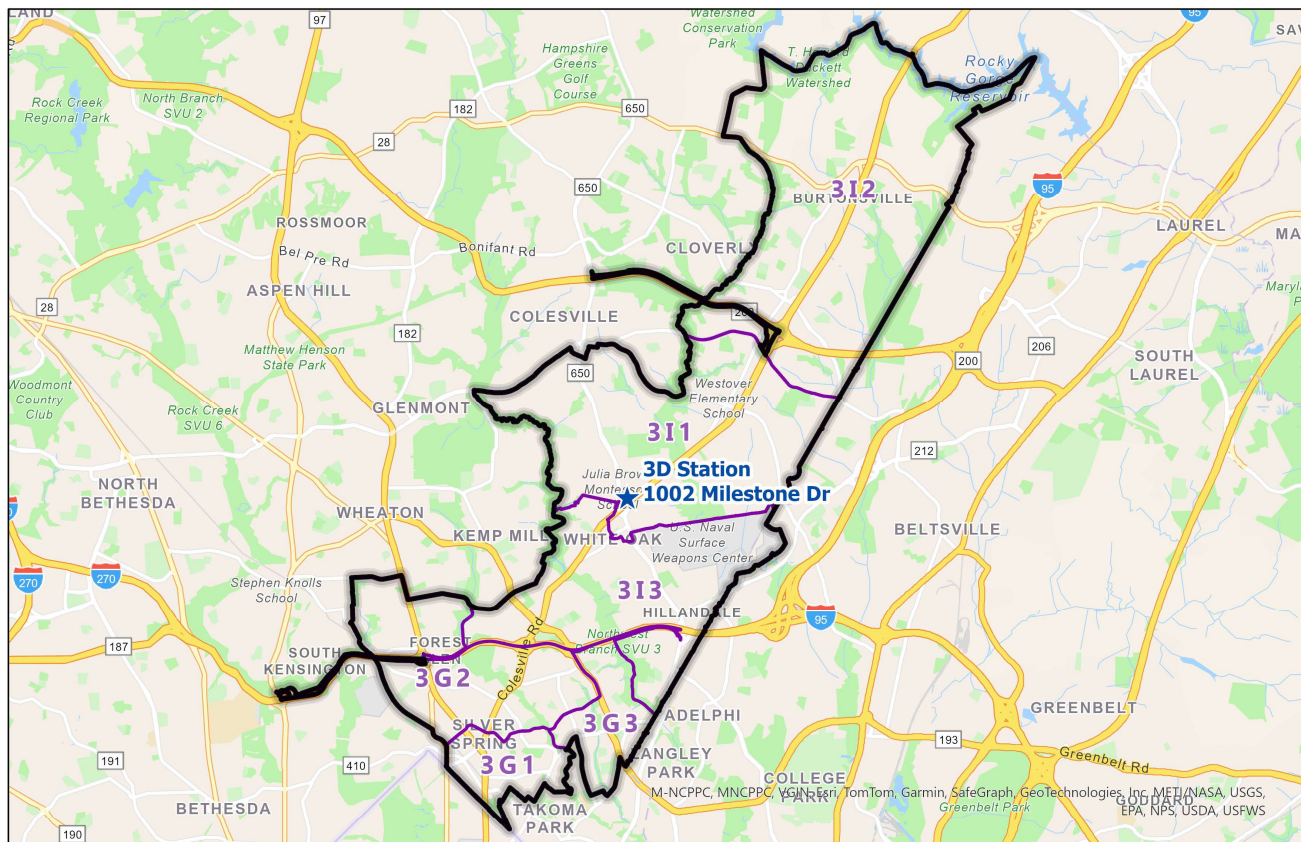 LAND
97
Watershed
Conservation
Park
95
SAV
Hampshire
Greens
Golf
Course
Rocky
Gorge
Reservoir
Rock Creek
Regional Park
North Branch
SVU 2
182
650
28
650
3I2
BURTONSVILLE
95
ROSSMOOR
Bonifant Rd
CLOVERLY
LAUREL
MA
Bel Pre Rd
ASPEN HILL
28
COLESVILLE
182
Matthew Henson
State Park
650
200
206
SOUTH
LAUREL
Woodmont
Country
Club
Rock Creek
SVU 6
GLENMONT
Westover
Elementary
School
3I1
212
NORTH
BETHESDA
WHEATON
3D Station
1002 Milestone Dr
KEMP MILL
WHITE OAK
U.S. Naval
Surface
Weapons Center
BELTSVILLE
270
270
Stephen Knolls
School
3I3
HILLANDALE
95
187
SOUTH
KENSINGTON
FOREST
Colesville Rd
Northwest
Branch SVU 3
3G2
SILVER
SPRING
3G3
ADELPHI
GREENBELT
193
Greenbelt Rd
191
410
3G1
LANGLEY
PARK
COLLEGE
PARK
BETHESDA
TAKOMA
PARK
Greenbelt Park
GODDARD
190
M-NCPPC, MNCPPC, VGIN, Esri, TomTom, Garmin, SafeGraph, GeoTechnologies, Inc, METI/NASA, USGS,
EPA, NPS, USDA, USFWS